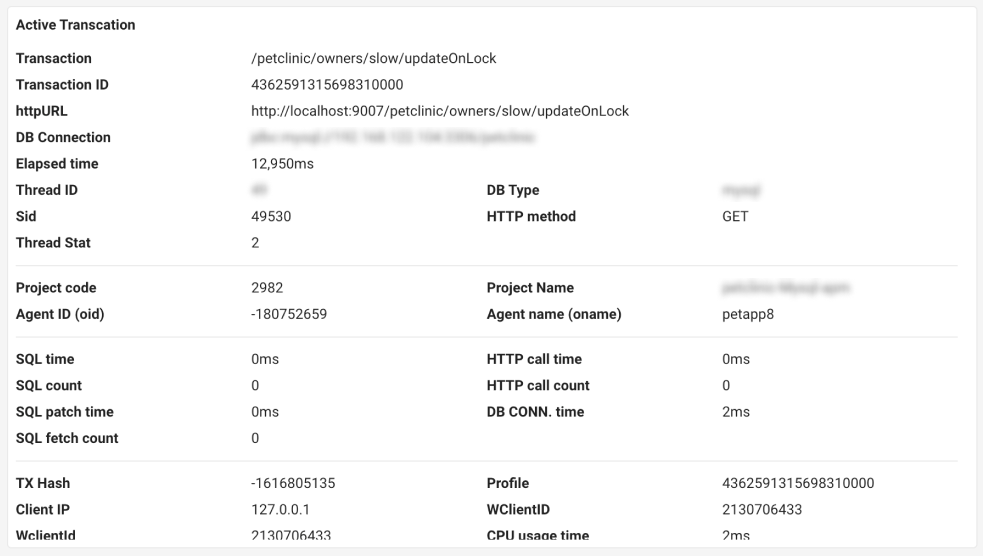 Active Transcation
Transaction /petclinic/owners/slow/updateOnLock
Transaction ID 4362591315698310000
httpURL http://localhost:9007/petclinic/owners/slow/updateOnLock
DB Connection
Elapsed time 12,950ms
Thread ID DB Type
Sid 49530 HTTP method GET
Thread Stat 2
Project code 2982 Project Name
Agent ID (oid) -180752659 Agent name (oname) petapp8
SQL time 0ms HTTP call time 0ms
SQL count 0 HTTP call count 0
SQL patch time 0ms DB CONN. time 2ms
SQL fetch count 0
TX Hash -1616805135 Profile 4362591315698310000
Client IP 127.0.0.1 WClientID 2130706433
WclientId 2130706433 CPU usage time 2ms